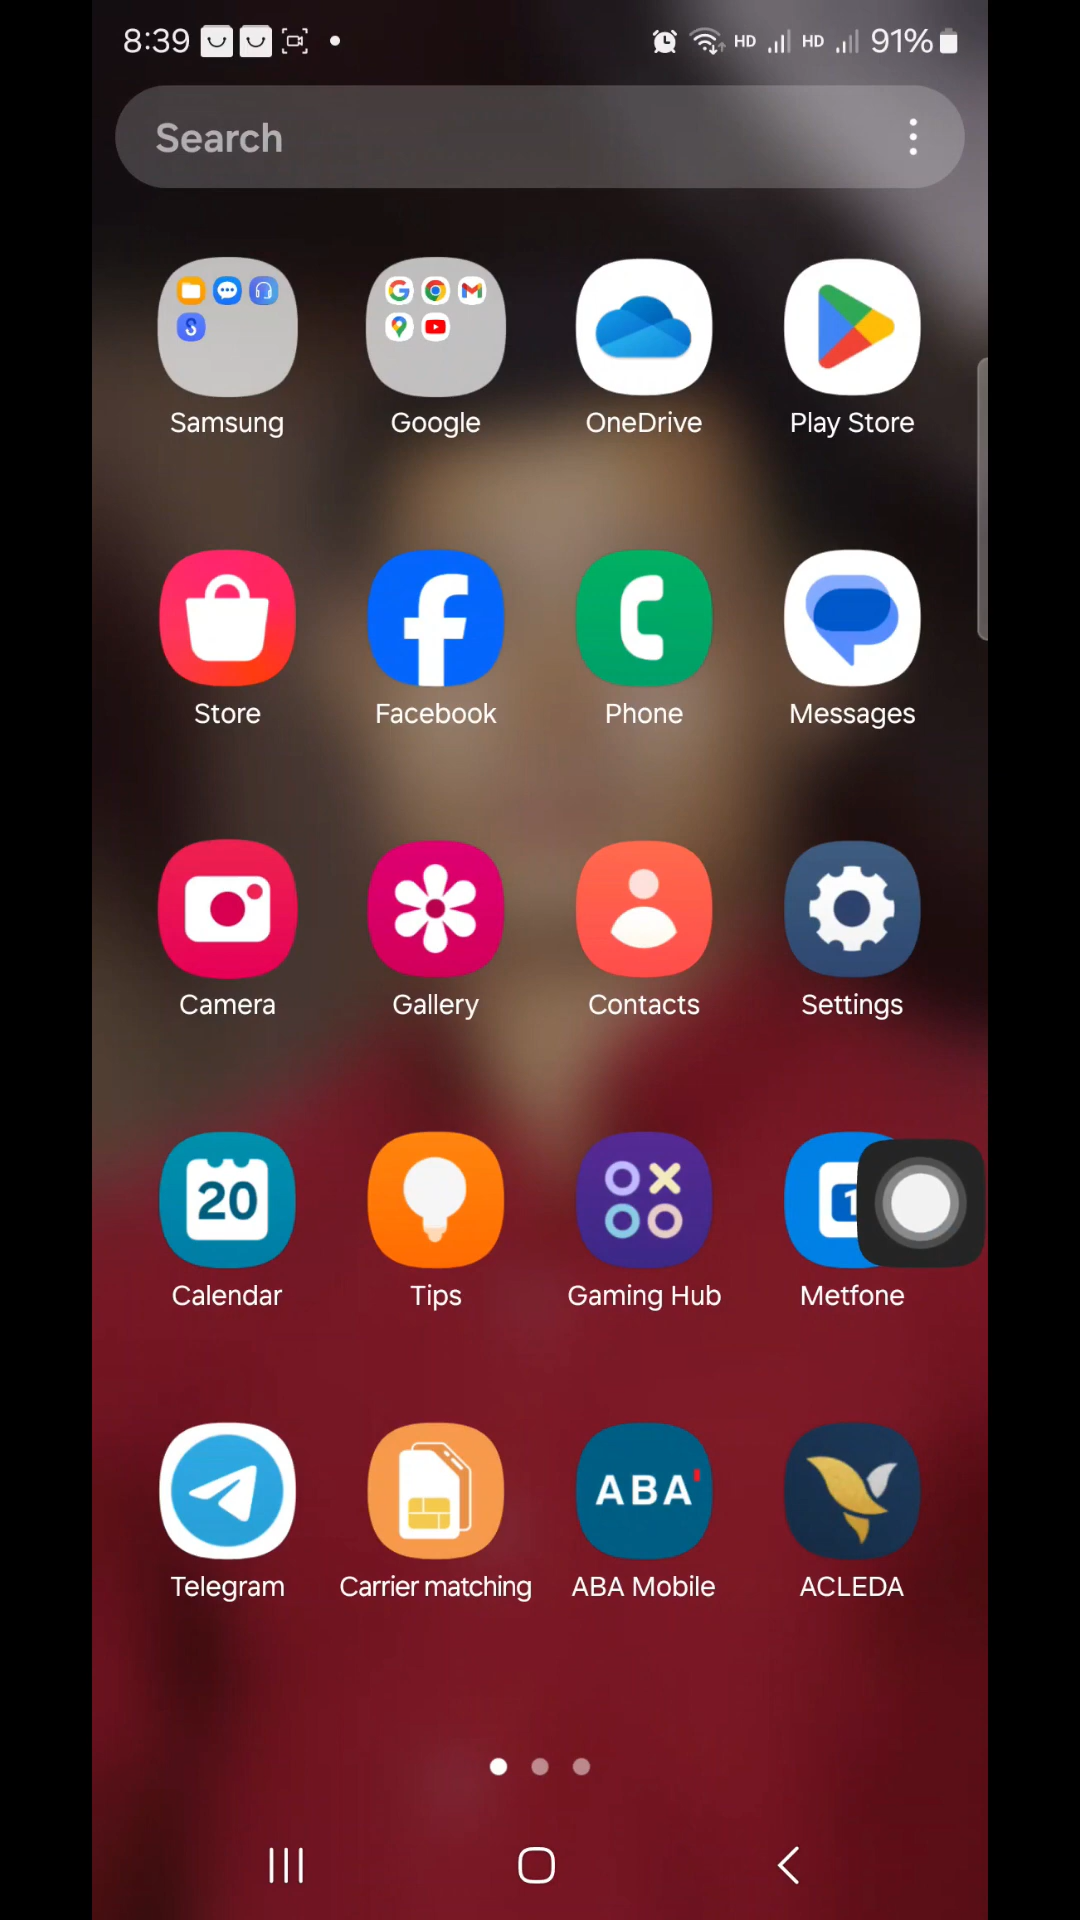 8:39 HD HD 91%
Search
Samsung Google OneDrive Play Store
Store Facebook Phone Messages
Camera Gallery Contacts Settings
20
Calendar Tips Gaming Hub Metfone
ABA'
Telegram Carrier matching ABA Mobile ACLEDA